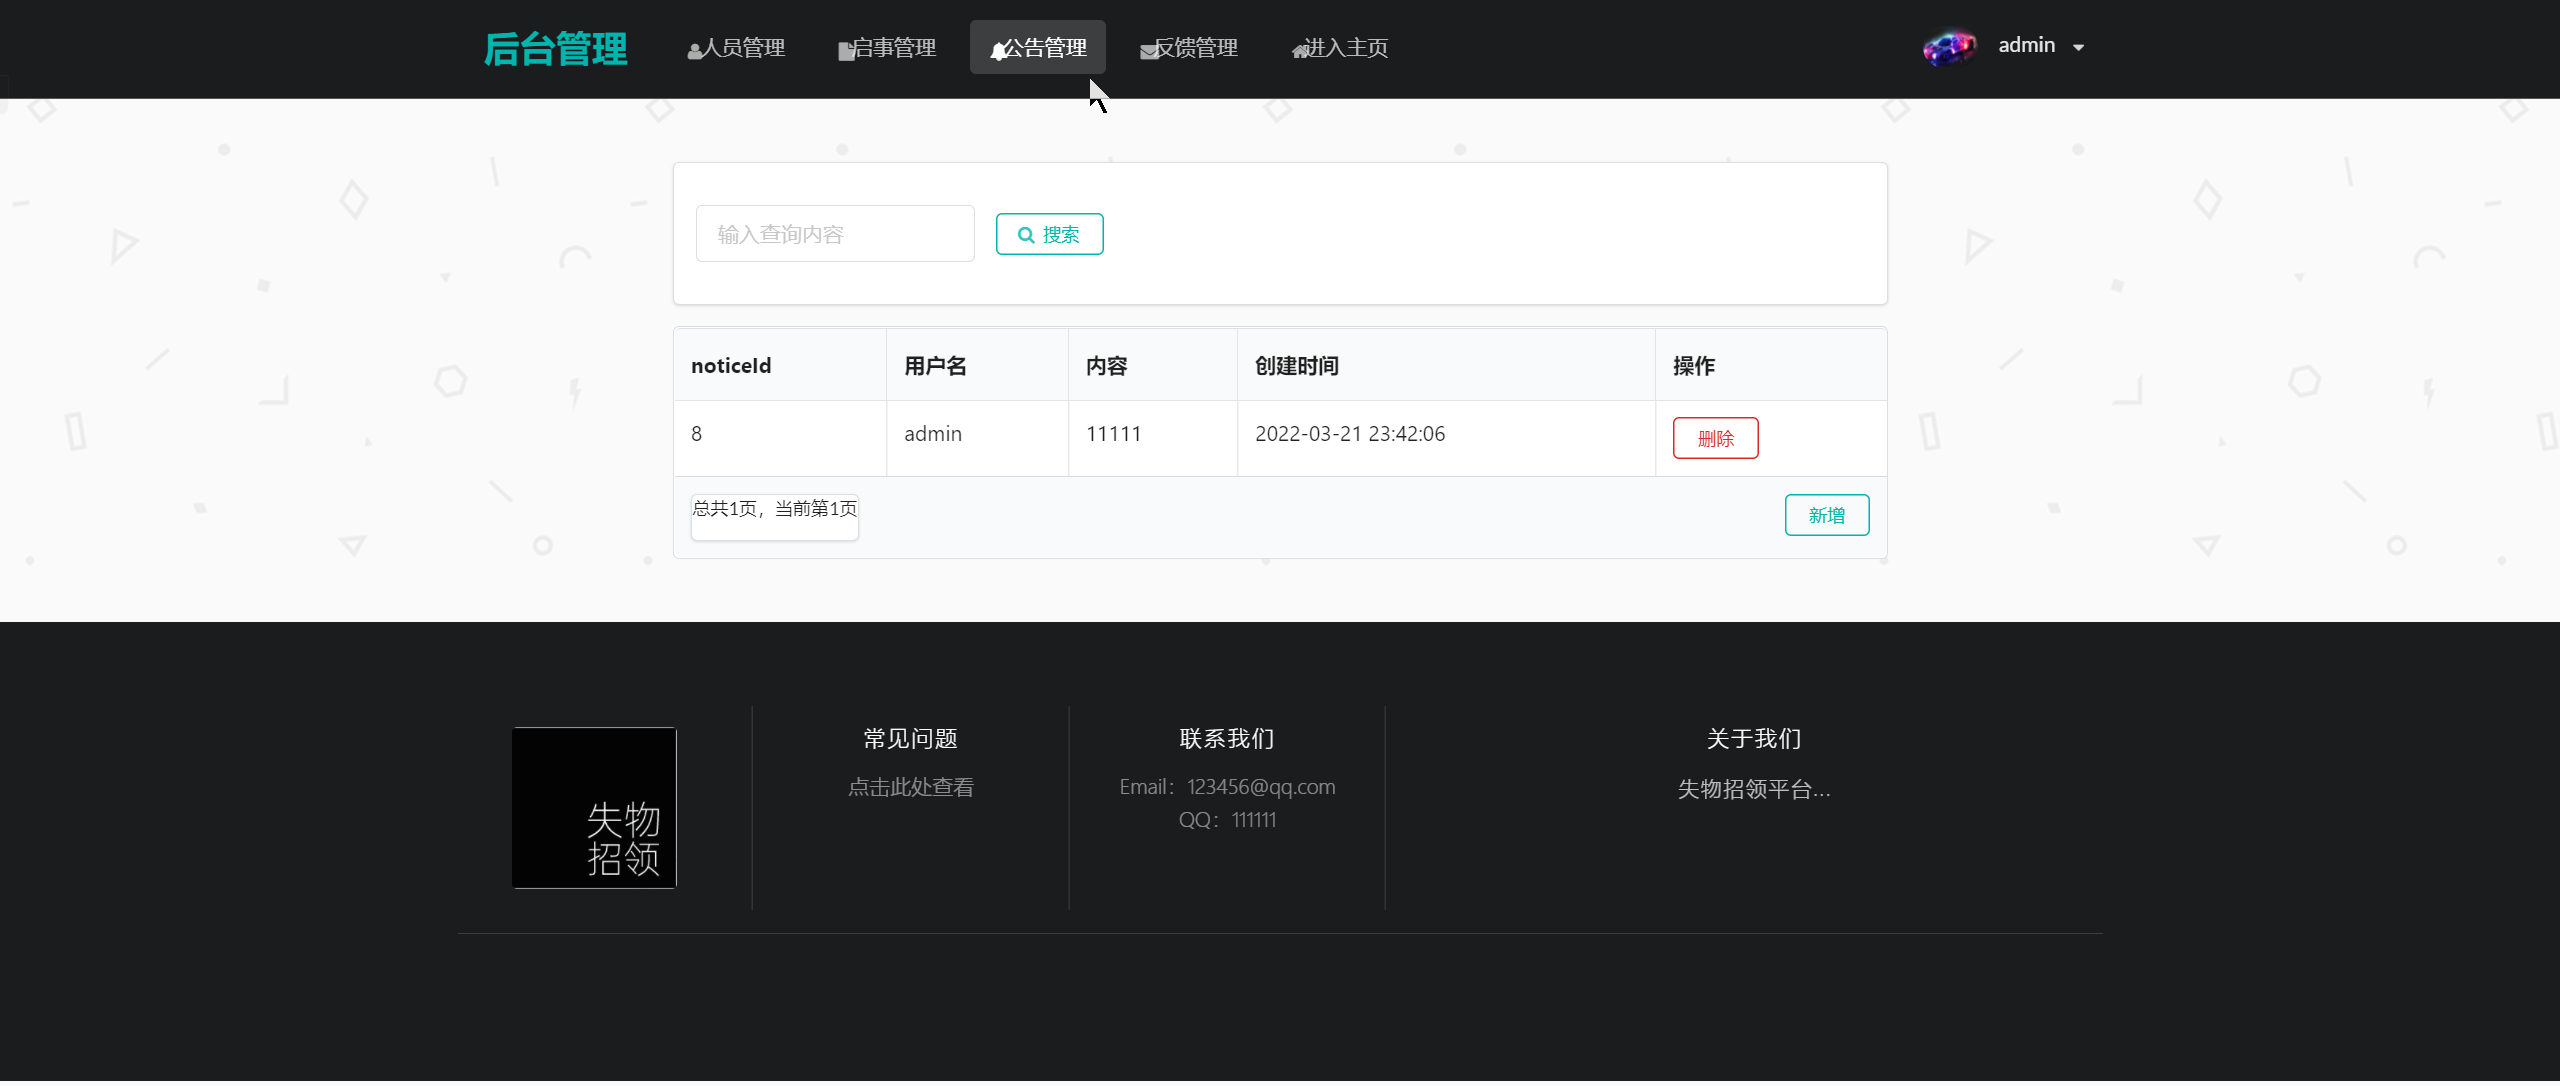 后台管理
人员管理
启事管理
公告管理
反馈管理
进入主页
admin
输入查询内容
搜索
noticeId 用户名 内容 创建时间 操作
8 admin 11111 2022-03-21 23:42:06 删除
总共1页，当前第1页
新增
失物
招领
常见问题
点击此处查看
联系我们
Email：123456@qq.com
QQ：111111
关于我们
失物招领平台...